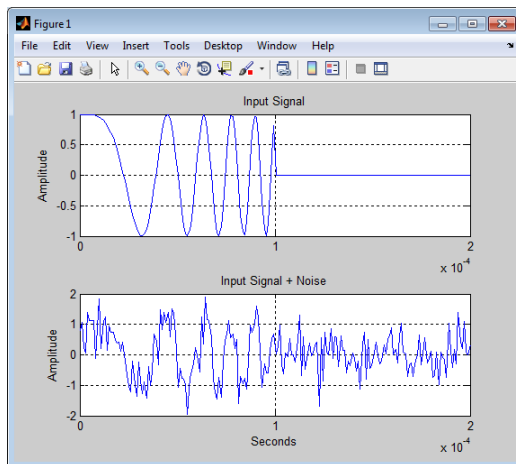 Figure 1
File Edit View Insert Tools Desktop Window Help
Input Signal
Amplitude
1
0.5
0
-0.5
-1
0 1 2
x 10^-4
Input Signal + Noise
Amplitude
2
1
0
-1
-2
0 1 2
Seconds
x 10^-4